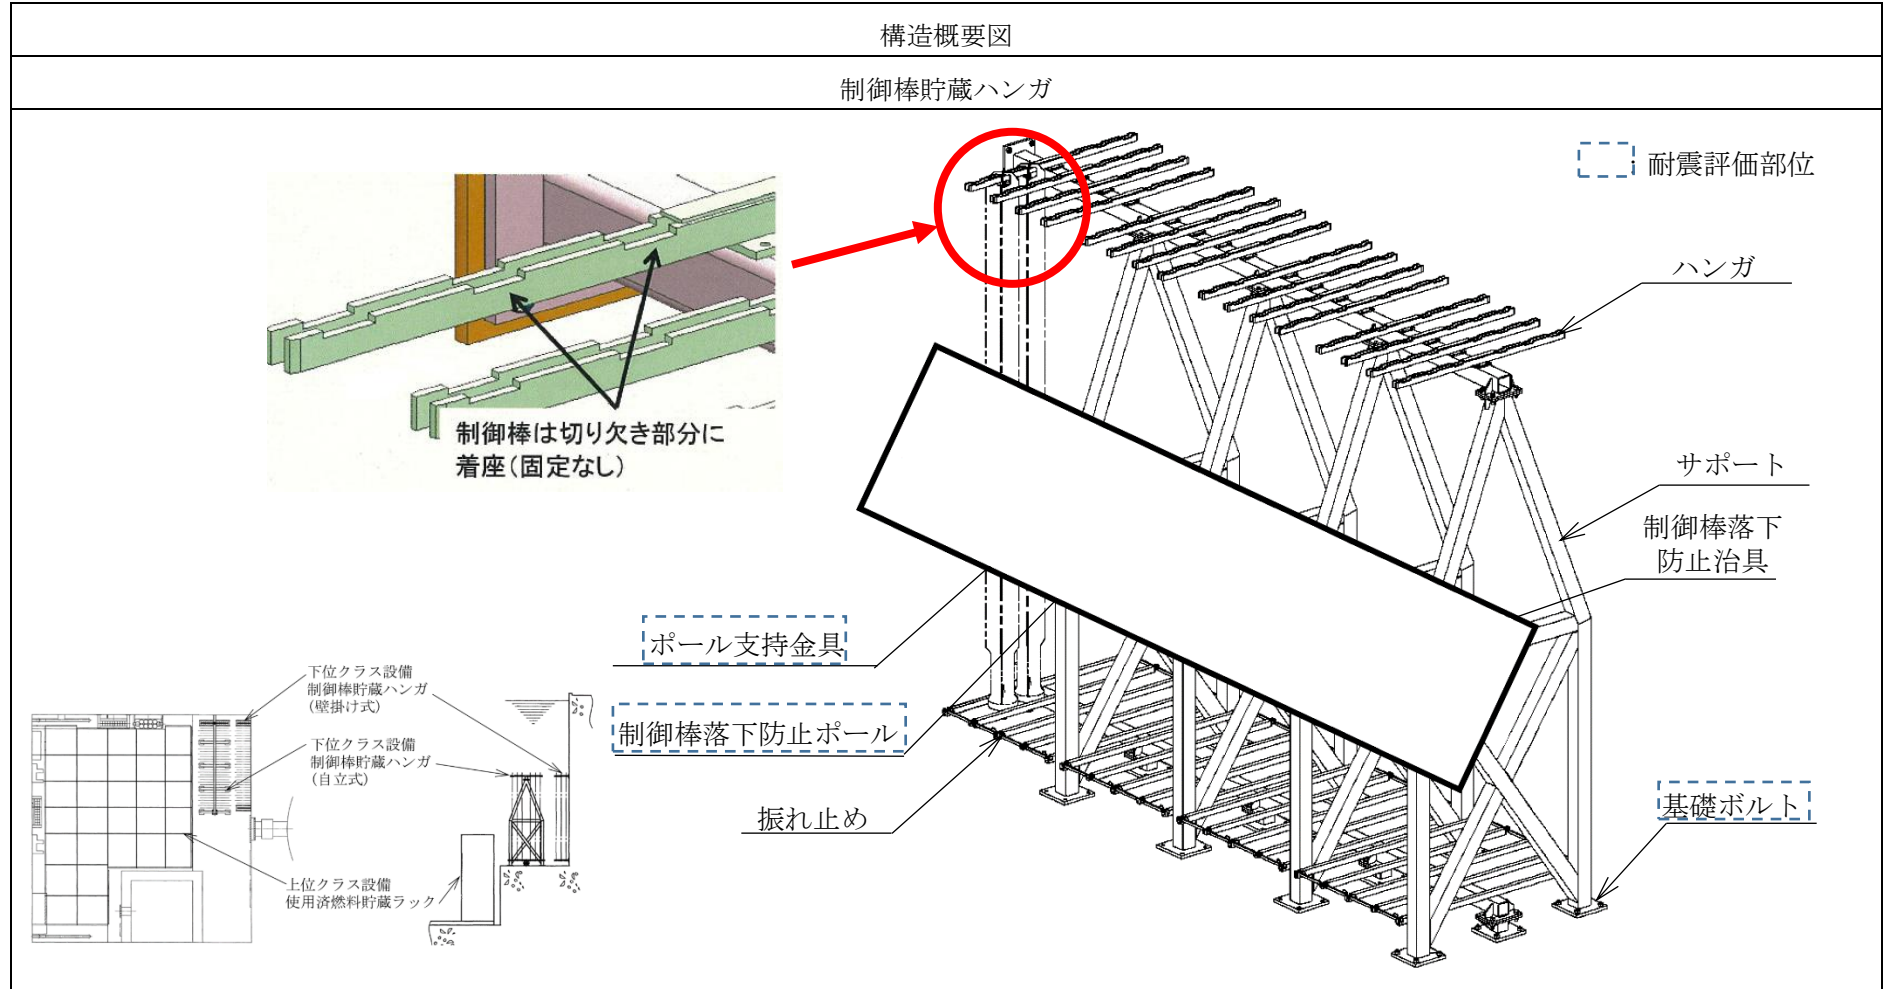 構造概要図
制御棒貯蔵ハンガ
耐震評価部位
ハンガ
制御棒は切り欠き部分に
着座(固定なし)
サポート
制御棒落下
防止治具
ポール支持金具
制御棒落下防止ポール
振れ止め
基礎ボルト
下位クラス設備
制御棒貯蔵ハンガ
(壁掛け式)
下位クラス設備
制御棒貯蔵ハンガ
(自立式)
上位クラス設備
使用済燃料貯蔵ラック